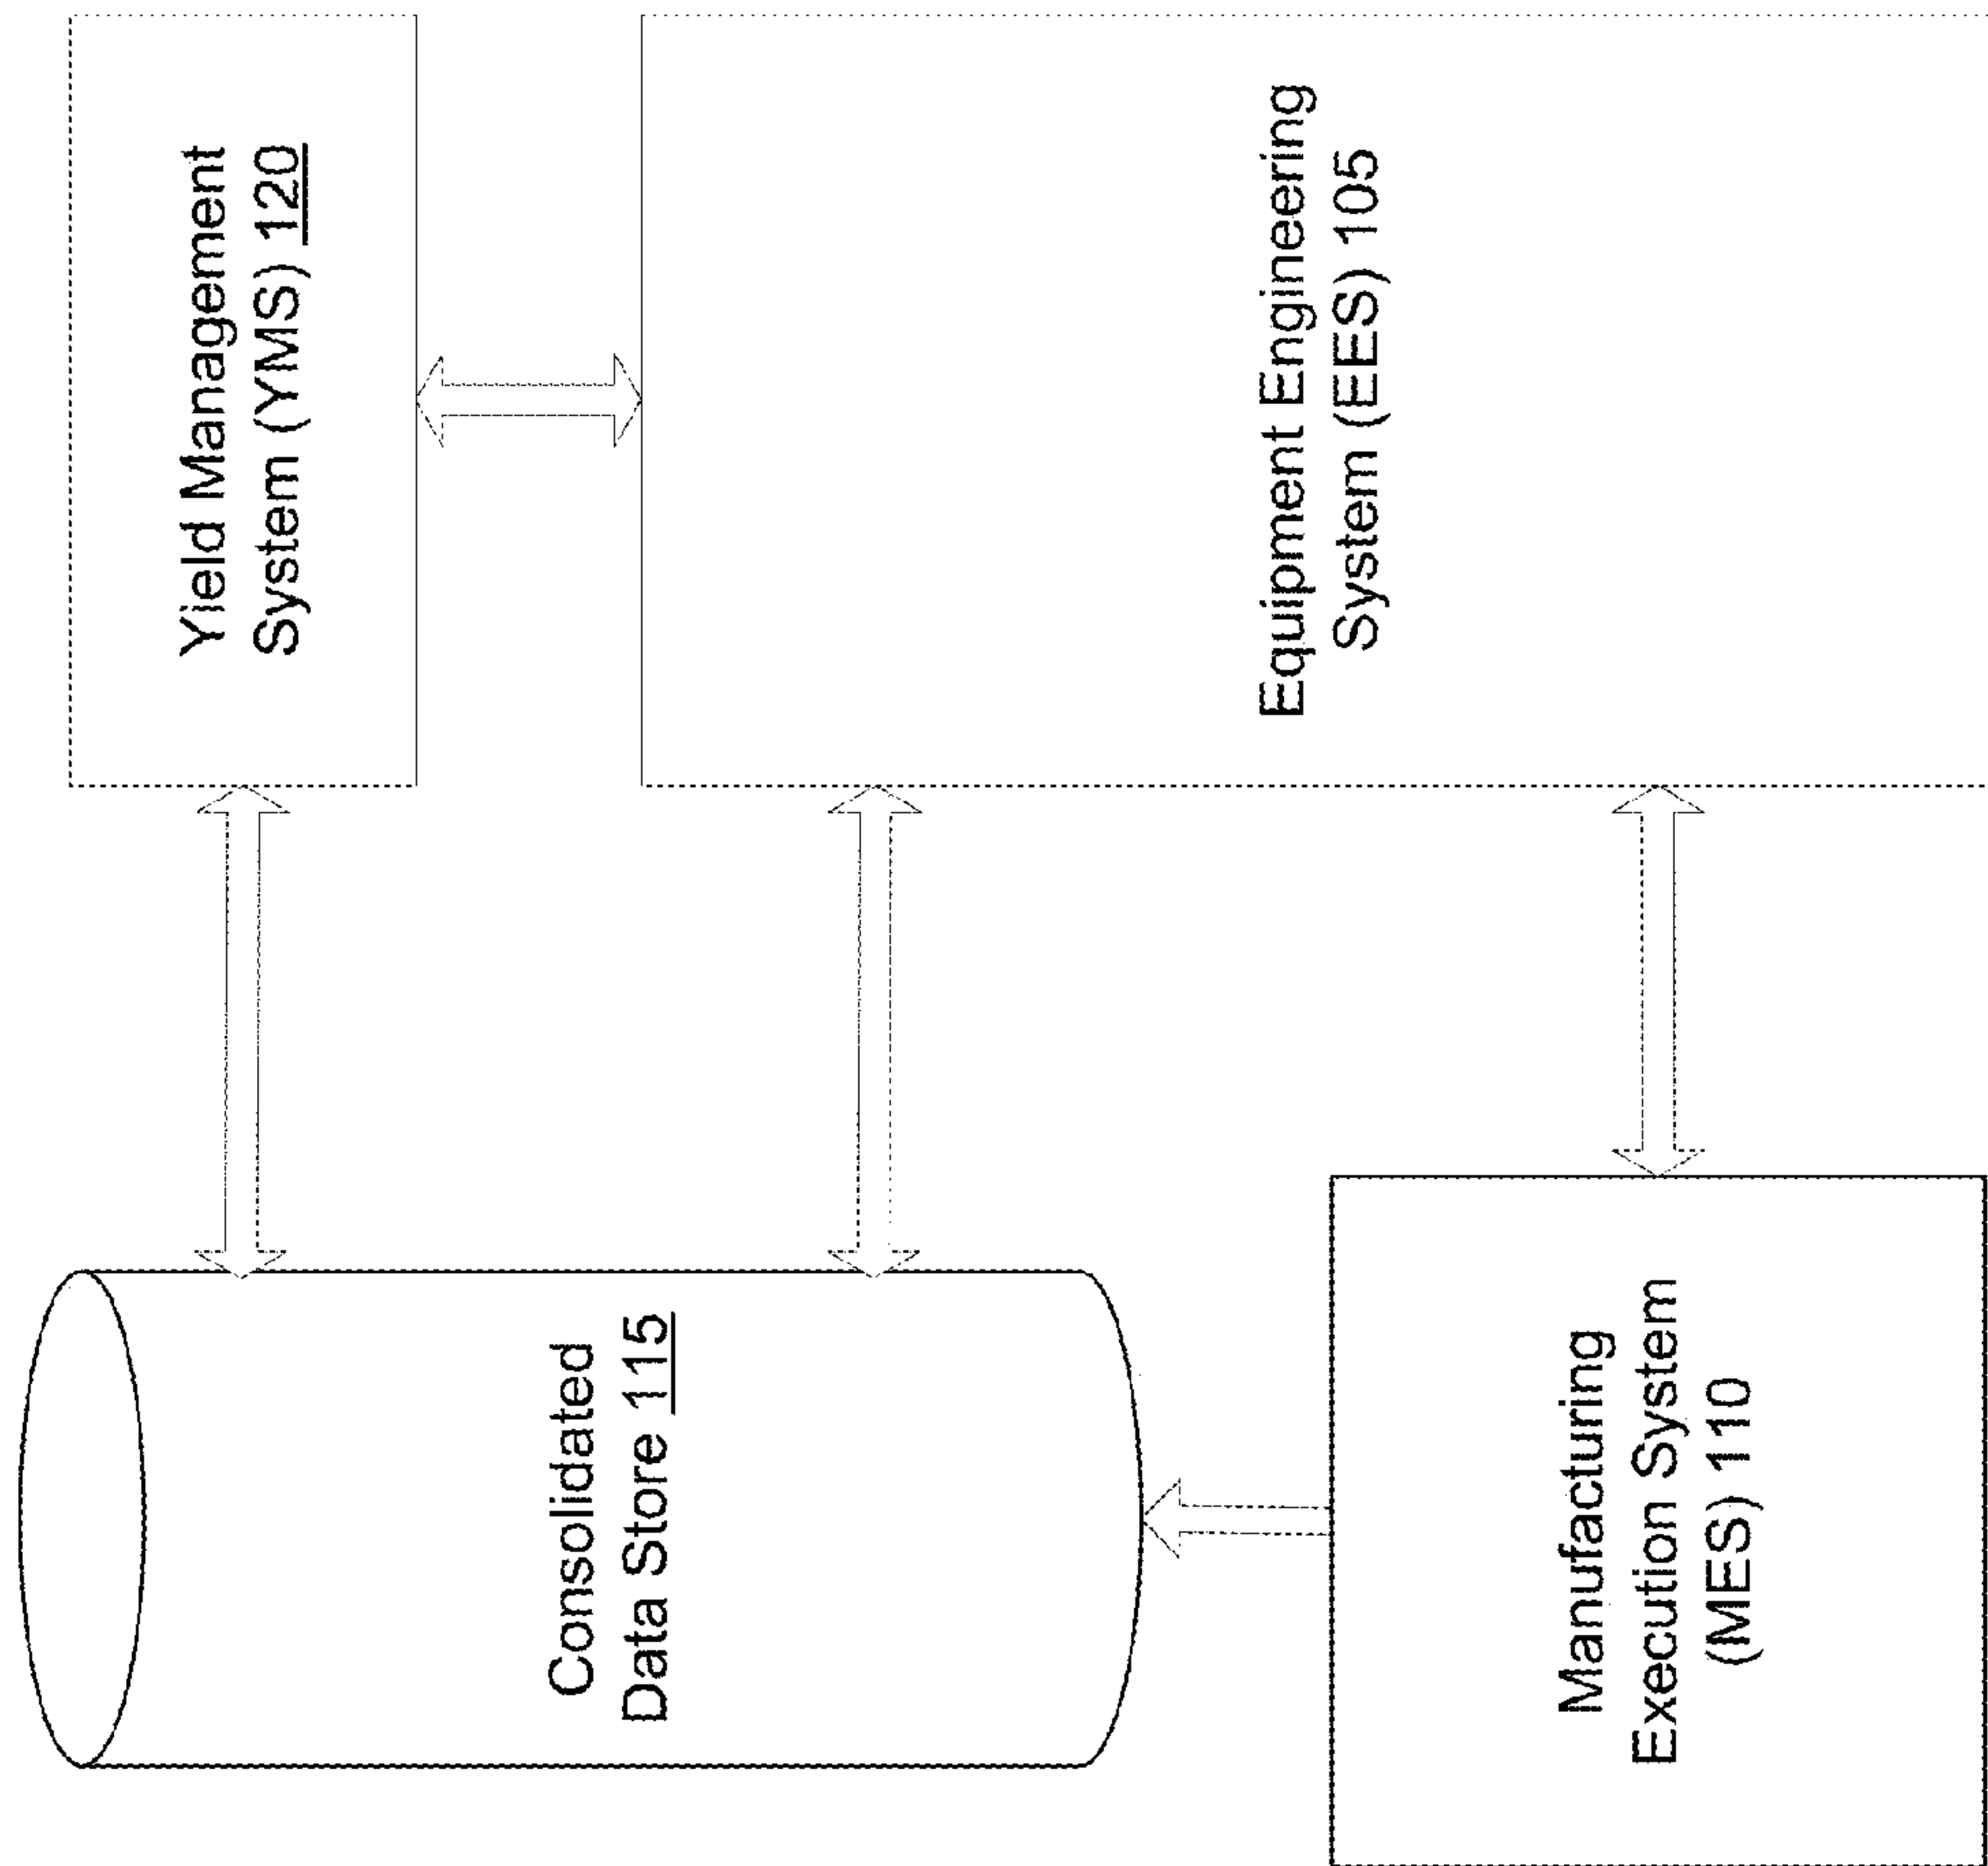 Yield Management
System (YMS) 120
Consolidated
Data Store 115
Equipment Engineering
System (EES) 105
Manufacturing
Execution System
(MES) 110